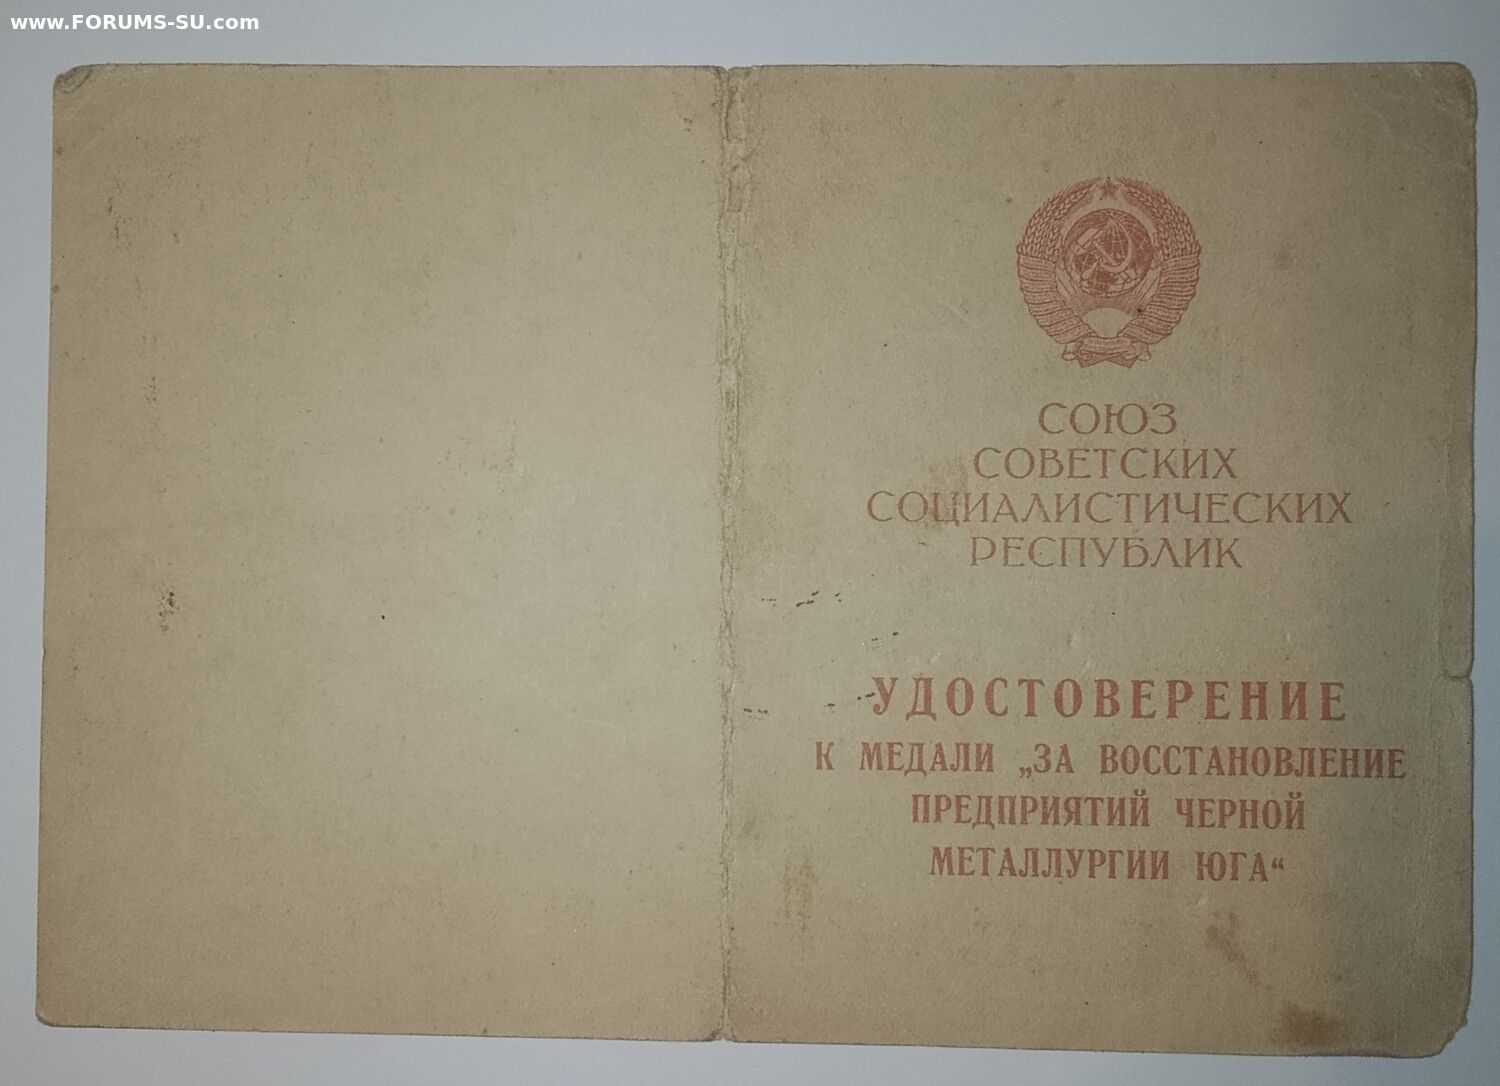 www.FORUMS-SU.com
СОЮЗ
СОВЕТСКИХ
СОЦИАЛИСТИЧЕСКИХ
РЕСПУБЛИК
УДОСТОВЕРЕНИЕ
К МЕДАЛИ „ЗА ВОССТАНОВЛЕНИЕ
ПРЕДПРИЯТИЙ ЧЕРНОЙ
МЕТАЛЛУРГИИ ЮГА“